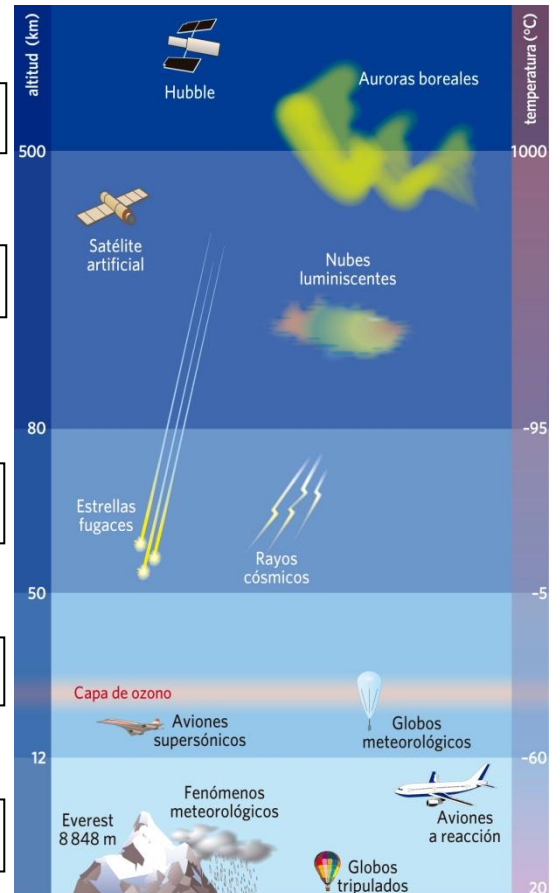 altitud (km)
temperatura (°C)
Hubble
Auroras boreales
500
1000
Satélite
artificial
Nubes
luminiscentes
80
-95
Estrellas
fugaces
Rayos
cósmicos
50
-5
Capa de ozono
Aviones
supersónicos
Globos
meteorológicos
12
-60
Fenómenos
meteorológicos
Everest
8 848 m
Aviones
a reacción
Globos
tripulados
20